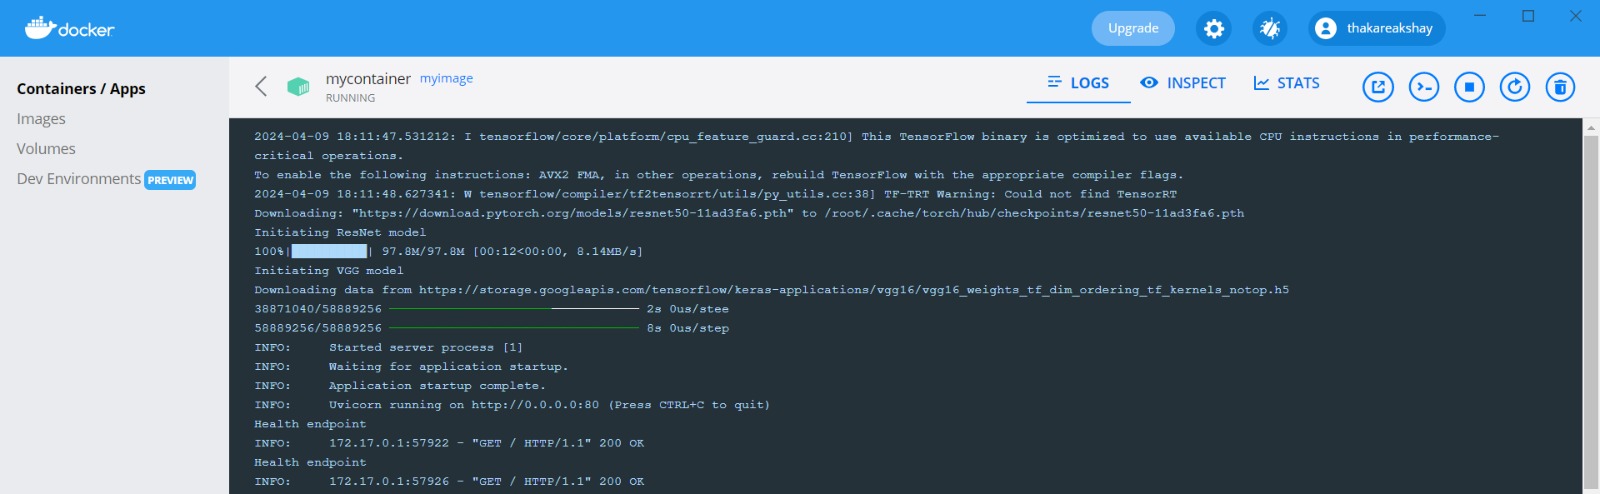 docker
Upgrade
thakareakshay
Containers / Apps
Images
Volumes
Dev Environments PREVIEW
mycontainer myimage
RUNNING
LOGS
INSPECT
STATS
2024-04-09 18:11:47.531212: I tensorflow/core/platform/cpu_feature_guard.cc:210] This TensorFlow binary is optimized to use available CPU instructions in performance-
critical operations.
To enable the following instructions: AVX2 FMA, in other operations, rebuild TensorFlow with the appropriate compiler flags.
2024-04-09 18:11:48.627341: W tensorflow/compiler/tf2tensorrt/utils/py_utils.cc:38] TF-TRT Warning: Could not find TensorRT
Downloading: "https://download.pytorch.org/models/resnet50-11ad3fa6.pth" to /root/.cache/torch/hub/checkpoints/resnet50-11ad3fa6.pth
Initiating ResNet model
100%|██████████| 97.8M/97.8M [00:12<00:00, 8.14MB/s]
Initiating VGG model
Downloading data from https://storage.googleapis.com/tensorflow/keras-applications/vgg16/vgg16_weights_tf_dim_ordering_tf_kernels_notop.h5
38871040/58889256 ━━━━━━━━━━━━━━━━━━━━ 2s 0us/stee
58889256/58889256 ━━━━━━━━━━━━━━━━━━━━ 8s 0us/step
INFO:     Started server process [1]
INFO:     Waiting for application startup.
INFO:     Application startup complete.
INFO:     Uvicorn running on http://0.0.0.0:80 (Press CTRL+C to quit)
Health endpoint
INFO:     172.17.0.1:57922 - "GET / HTTP/1.1" 200 OK
Health endpoint
INFO:     172.17.0.1:57926 - "GET / HTTP/1.1" 200 OK